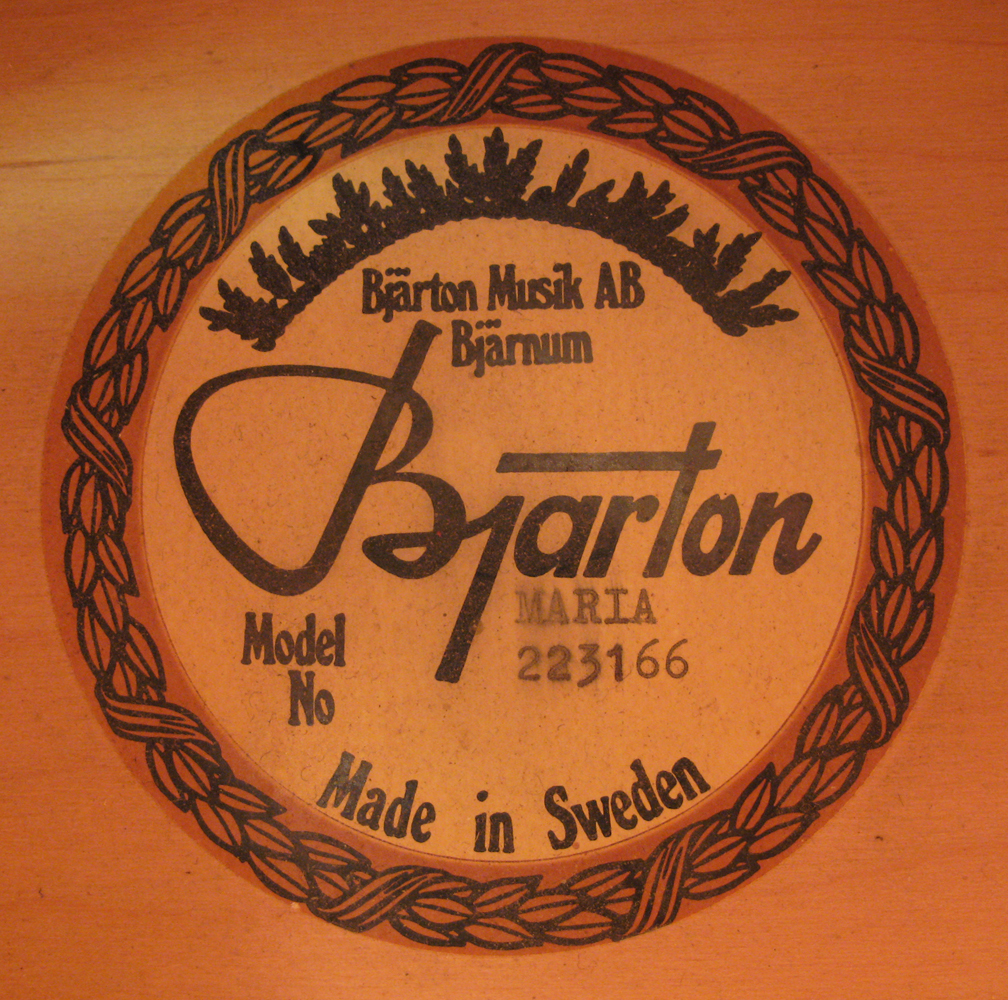 Bjärton Musik AB
Bjärnum
Bjarton
Model MARIA
No 223166
Made in Sweden